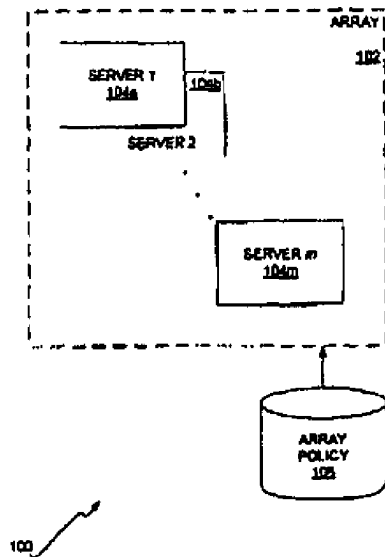 ARRAY
102
SERVER 1
104a
104b
SERVER 2
SERVER m
104m
ARRAY
POLICY
105
100